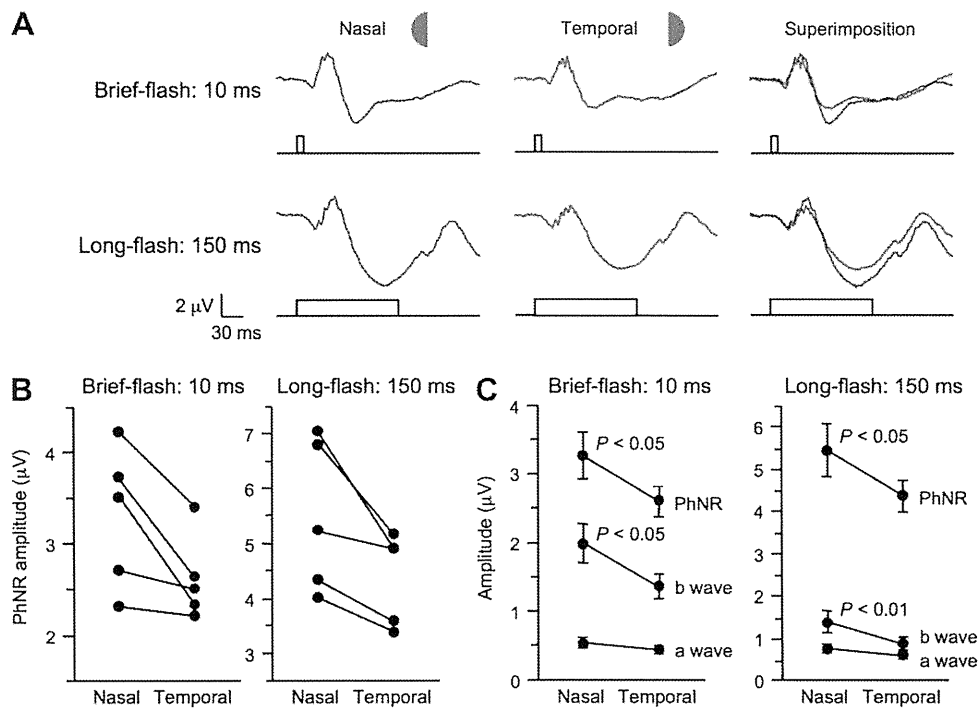 A
Nasal
Temporal
Superimposition
Brief-flash: 10 ms
Long-flash: 150 ms
2 μV
30 ms
B
Brief-flash: 10 ms
Long-flash: 150 ms
PhNR amplitude (μV)
4
3
2
Nasal Temporal
7
6
5
4
3
Nasal Temporal
C
Brief-flash: 10 ms
Long-flash: 150 ms
Amplitude (μV)
4
3
2
1
0
P < 0.05
PhNR
P < 0.05
b wave
a wave
Nasal Temporal
6
5
4
3
2
1
0
P < 0.05
PhNR
P < 0.01
b wave
a wave
Nasal Temporal